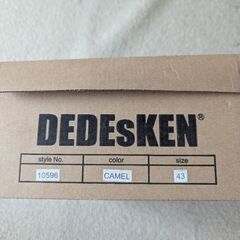 DEDEsKEN®
style No. color size
10596 CAMEL 43